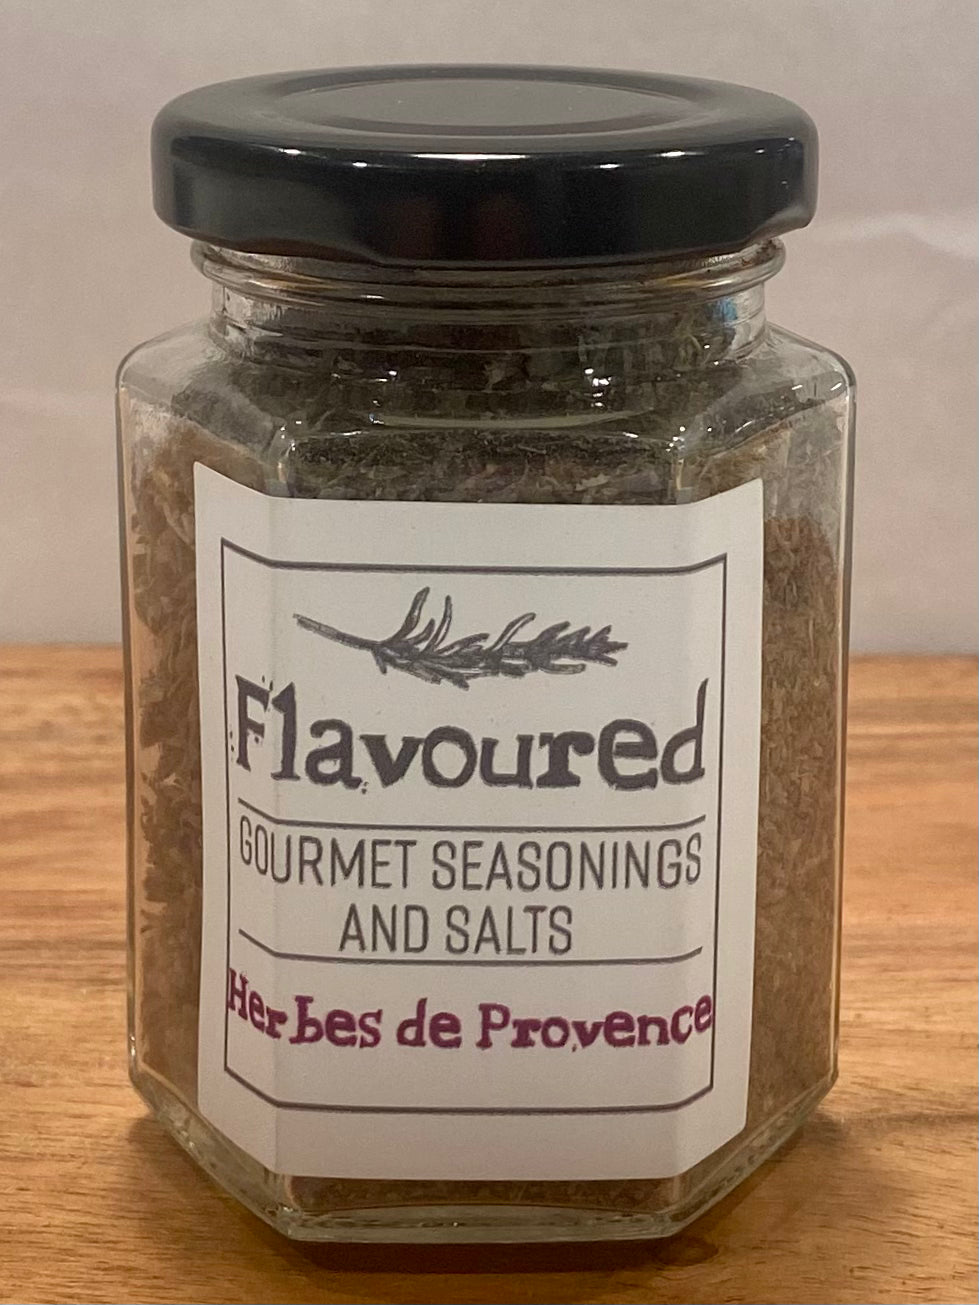 Flavoured
GOURMET SEASONINGS
AND SALTS
Herbes de Provence